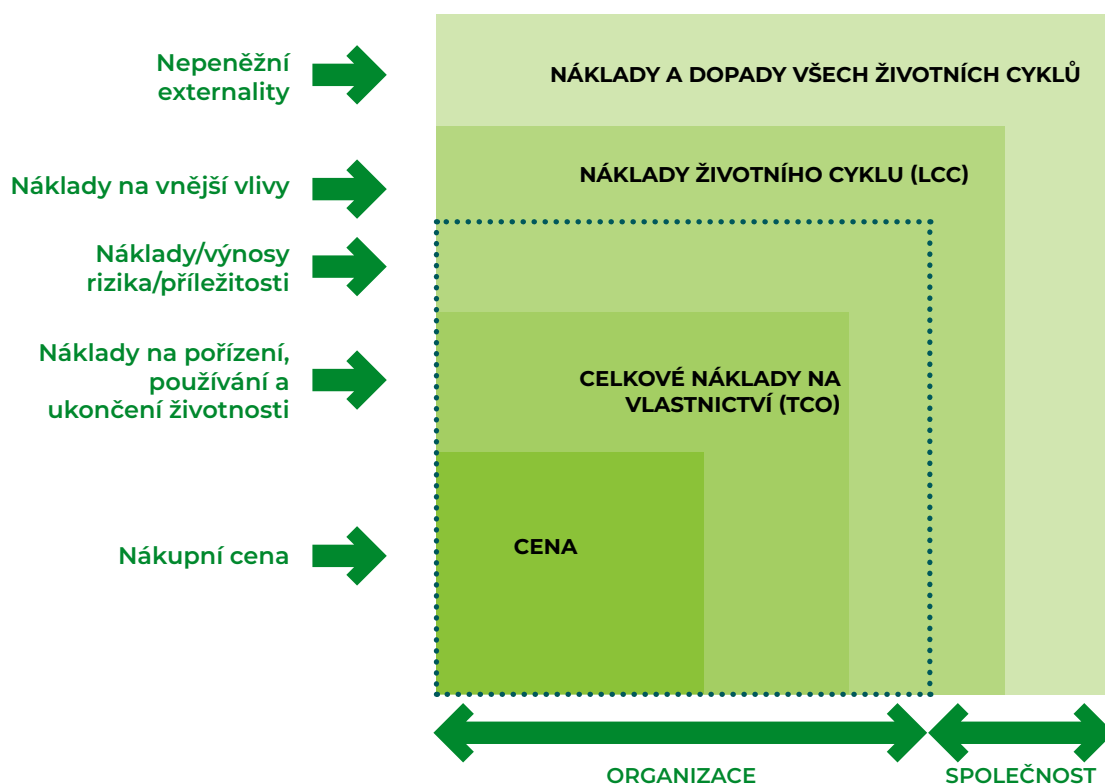 Nepeněžní
externality
NÁKLADY A DOPADY VŠECH ŽIVOTNÍCH CYKLŮ
Náklady na vnější vlivy
NÁKLADY ŽIVOTNÍHO CYKLU (LCC)
Náklady/výnosy
rizika/příležitosti
Náklady na pořízení,
používání a
ukončení životnosti
CELKOVÉ NÁKLADY NA
VLASTNICTVÍ (TCO)
Nákupní cena
CENA
ORGANIZACE
SPOLEČNOST